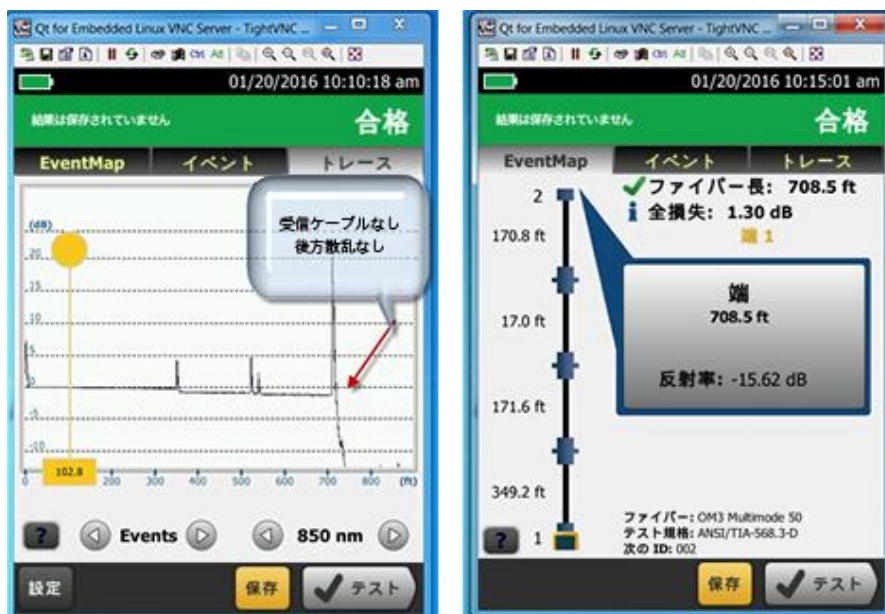 Qt for Embedded Linux VNC Server - TightVNC ...
01/20/2016 10:10:18 am
結果は保存されていません
合格
EventMap
イベント
トレース
受信ケーブルなし
後方散乱なし
(dB)
20
15
10
5
0
-5
-10
102.8
0
200
300
400
500
600
700
800
(ft)
?
Events
850 nm
設定
保存
テスト
Qt for Embedded Linux VNC Server - TightVNC ...
01/20/2016 10:15:01 am
結果は保存されていません
合格
EventMap
イベント
トレース
2
ファイバー長: 708.5 ft
全損失: 1.30 dB
端 1
170.8 ft
端
708.5 ft
17.0 ft
反射率: -15.62 dB
171.6 ft
349.2 ft
ファイバー: OM3 Multimode 50
テスト規格: ANSI/TIA-568.3-D
次の ID: 002
?
1
保存
テスト